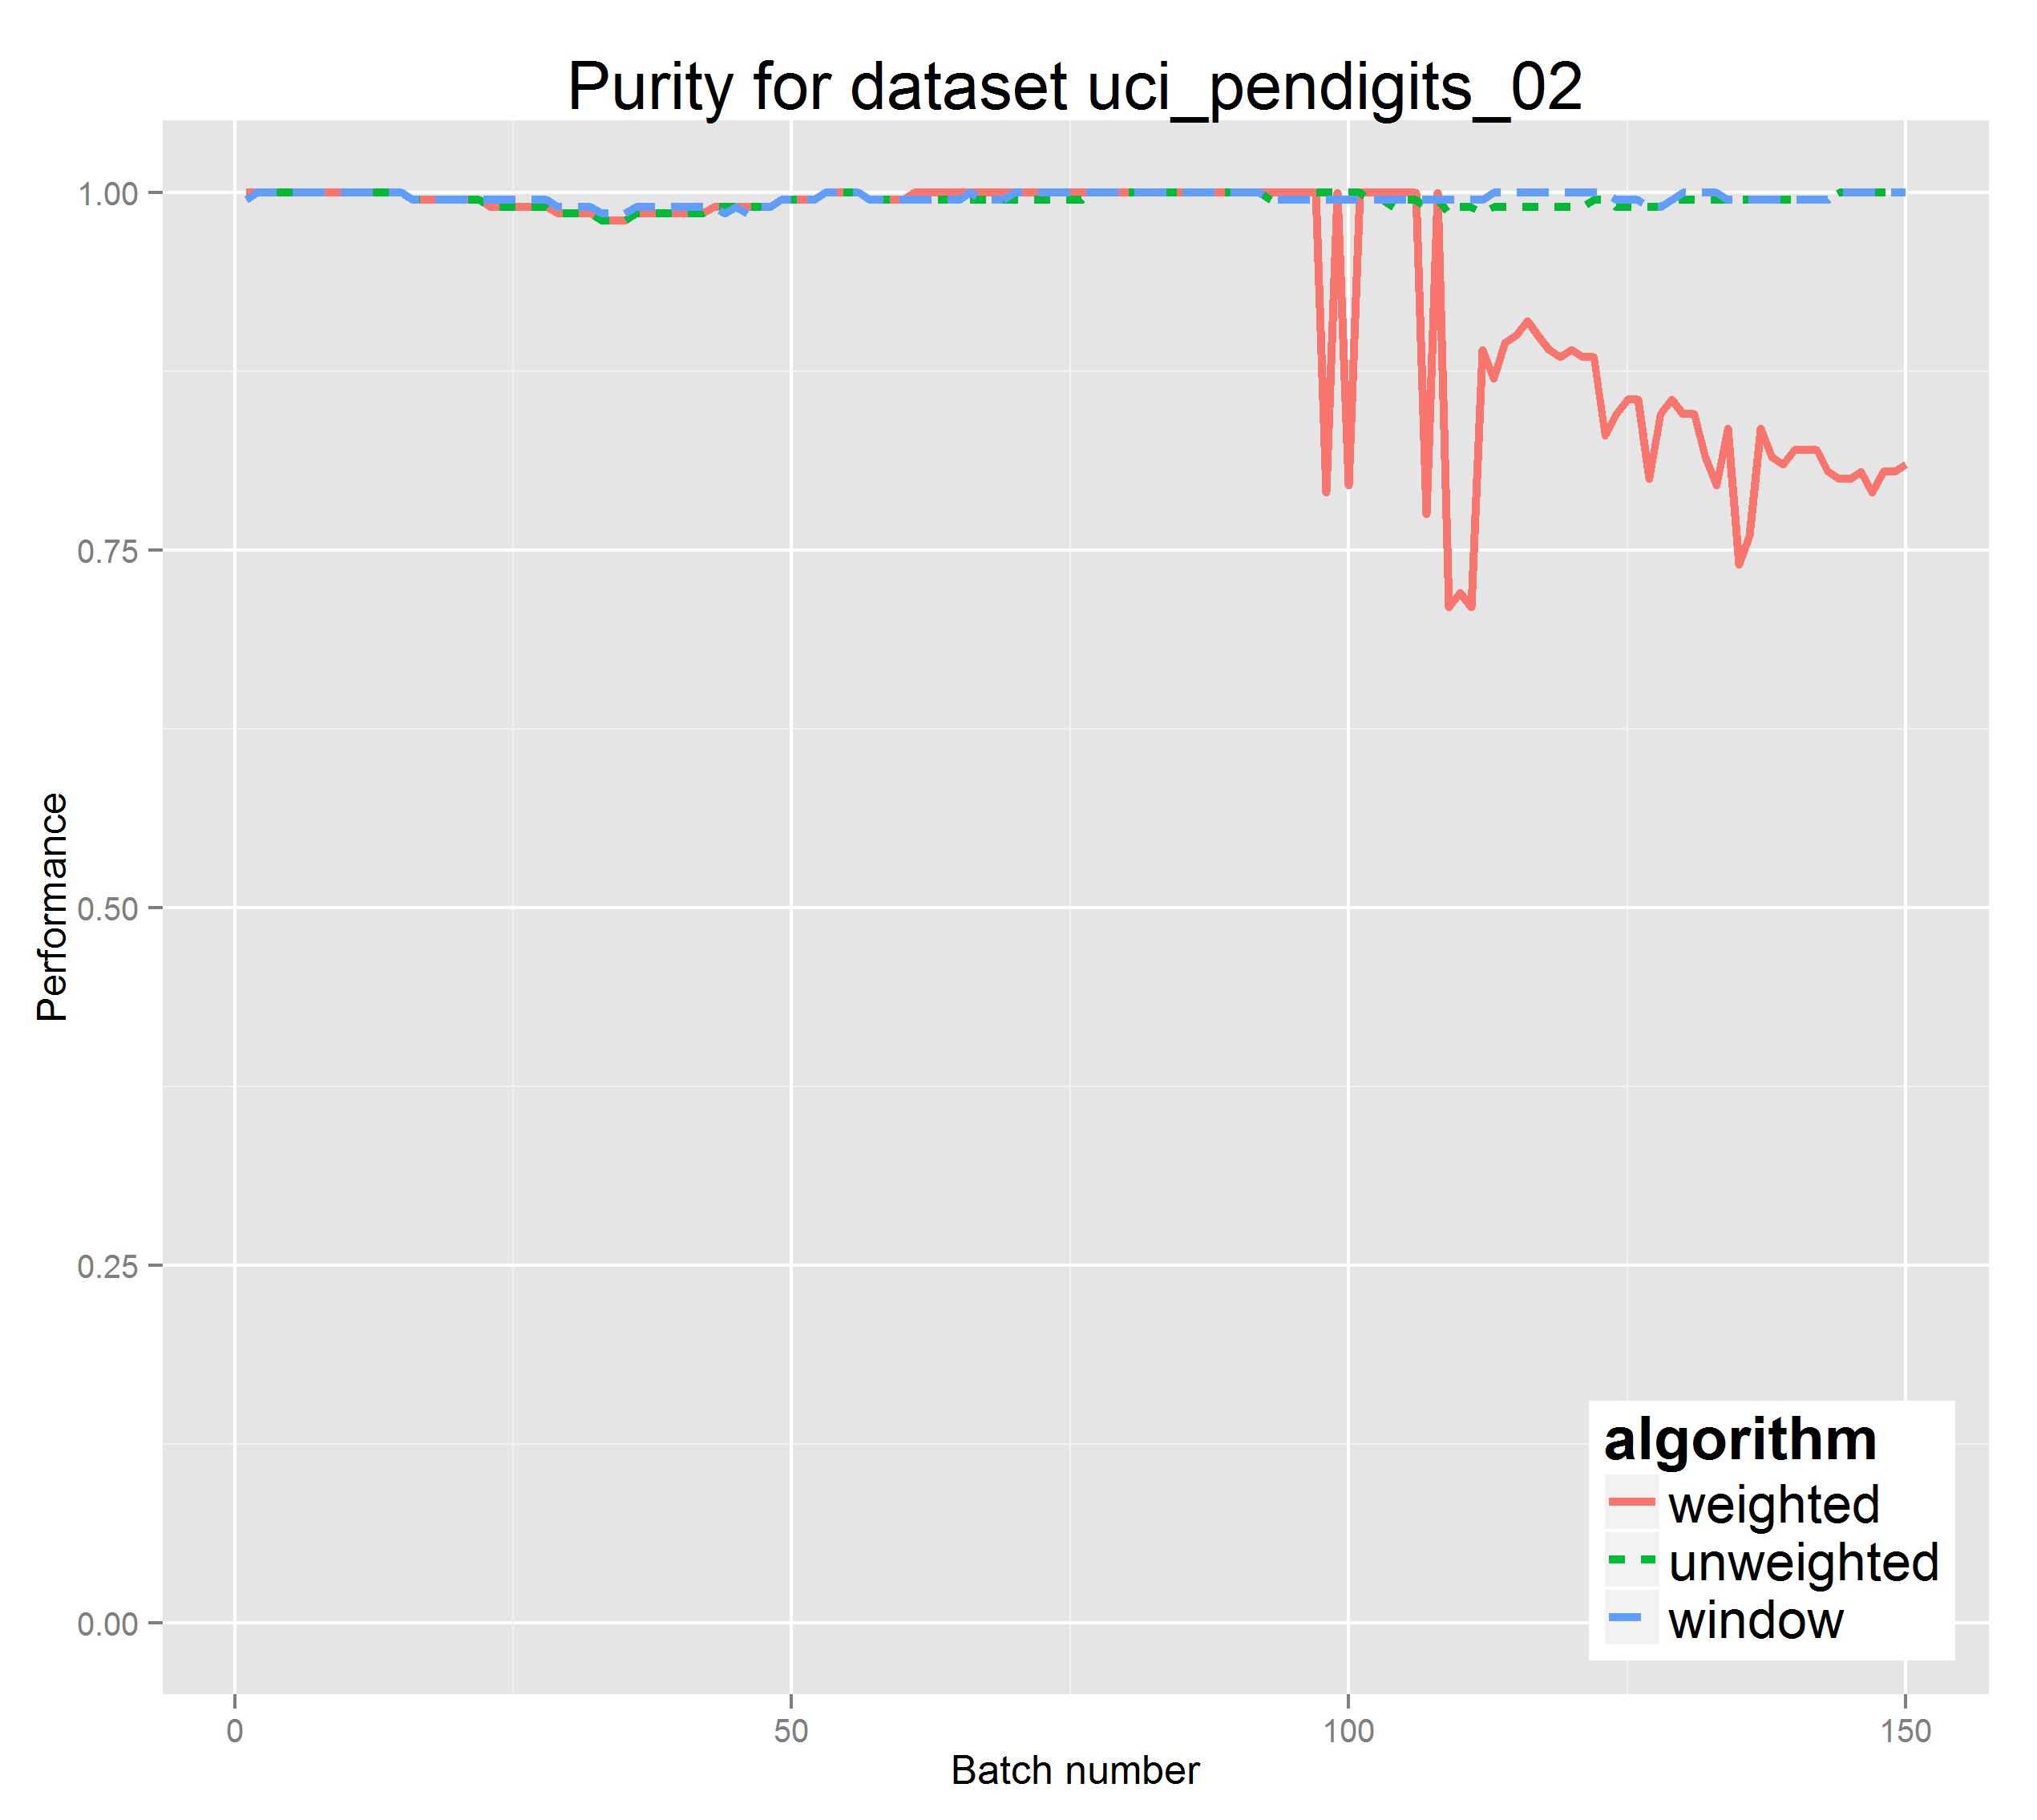 Purity for dataset uci_pendigits_02
1.00
0.75
0.50
0.25
0.00
Performance
0
50
100
150
Batch number
algorithm
weighted
unweighted
window